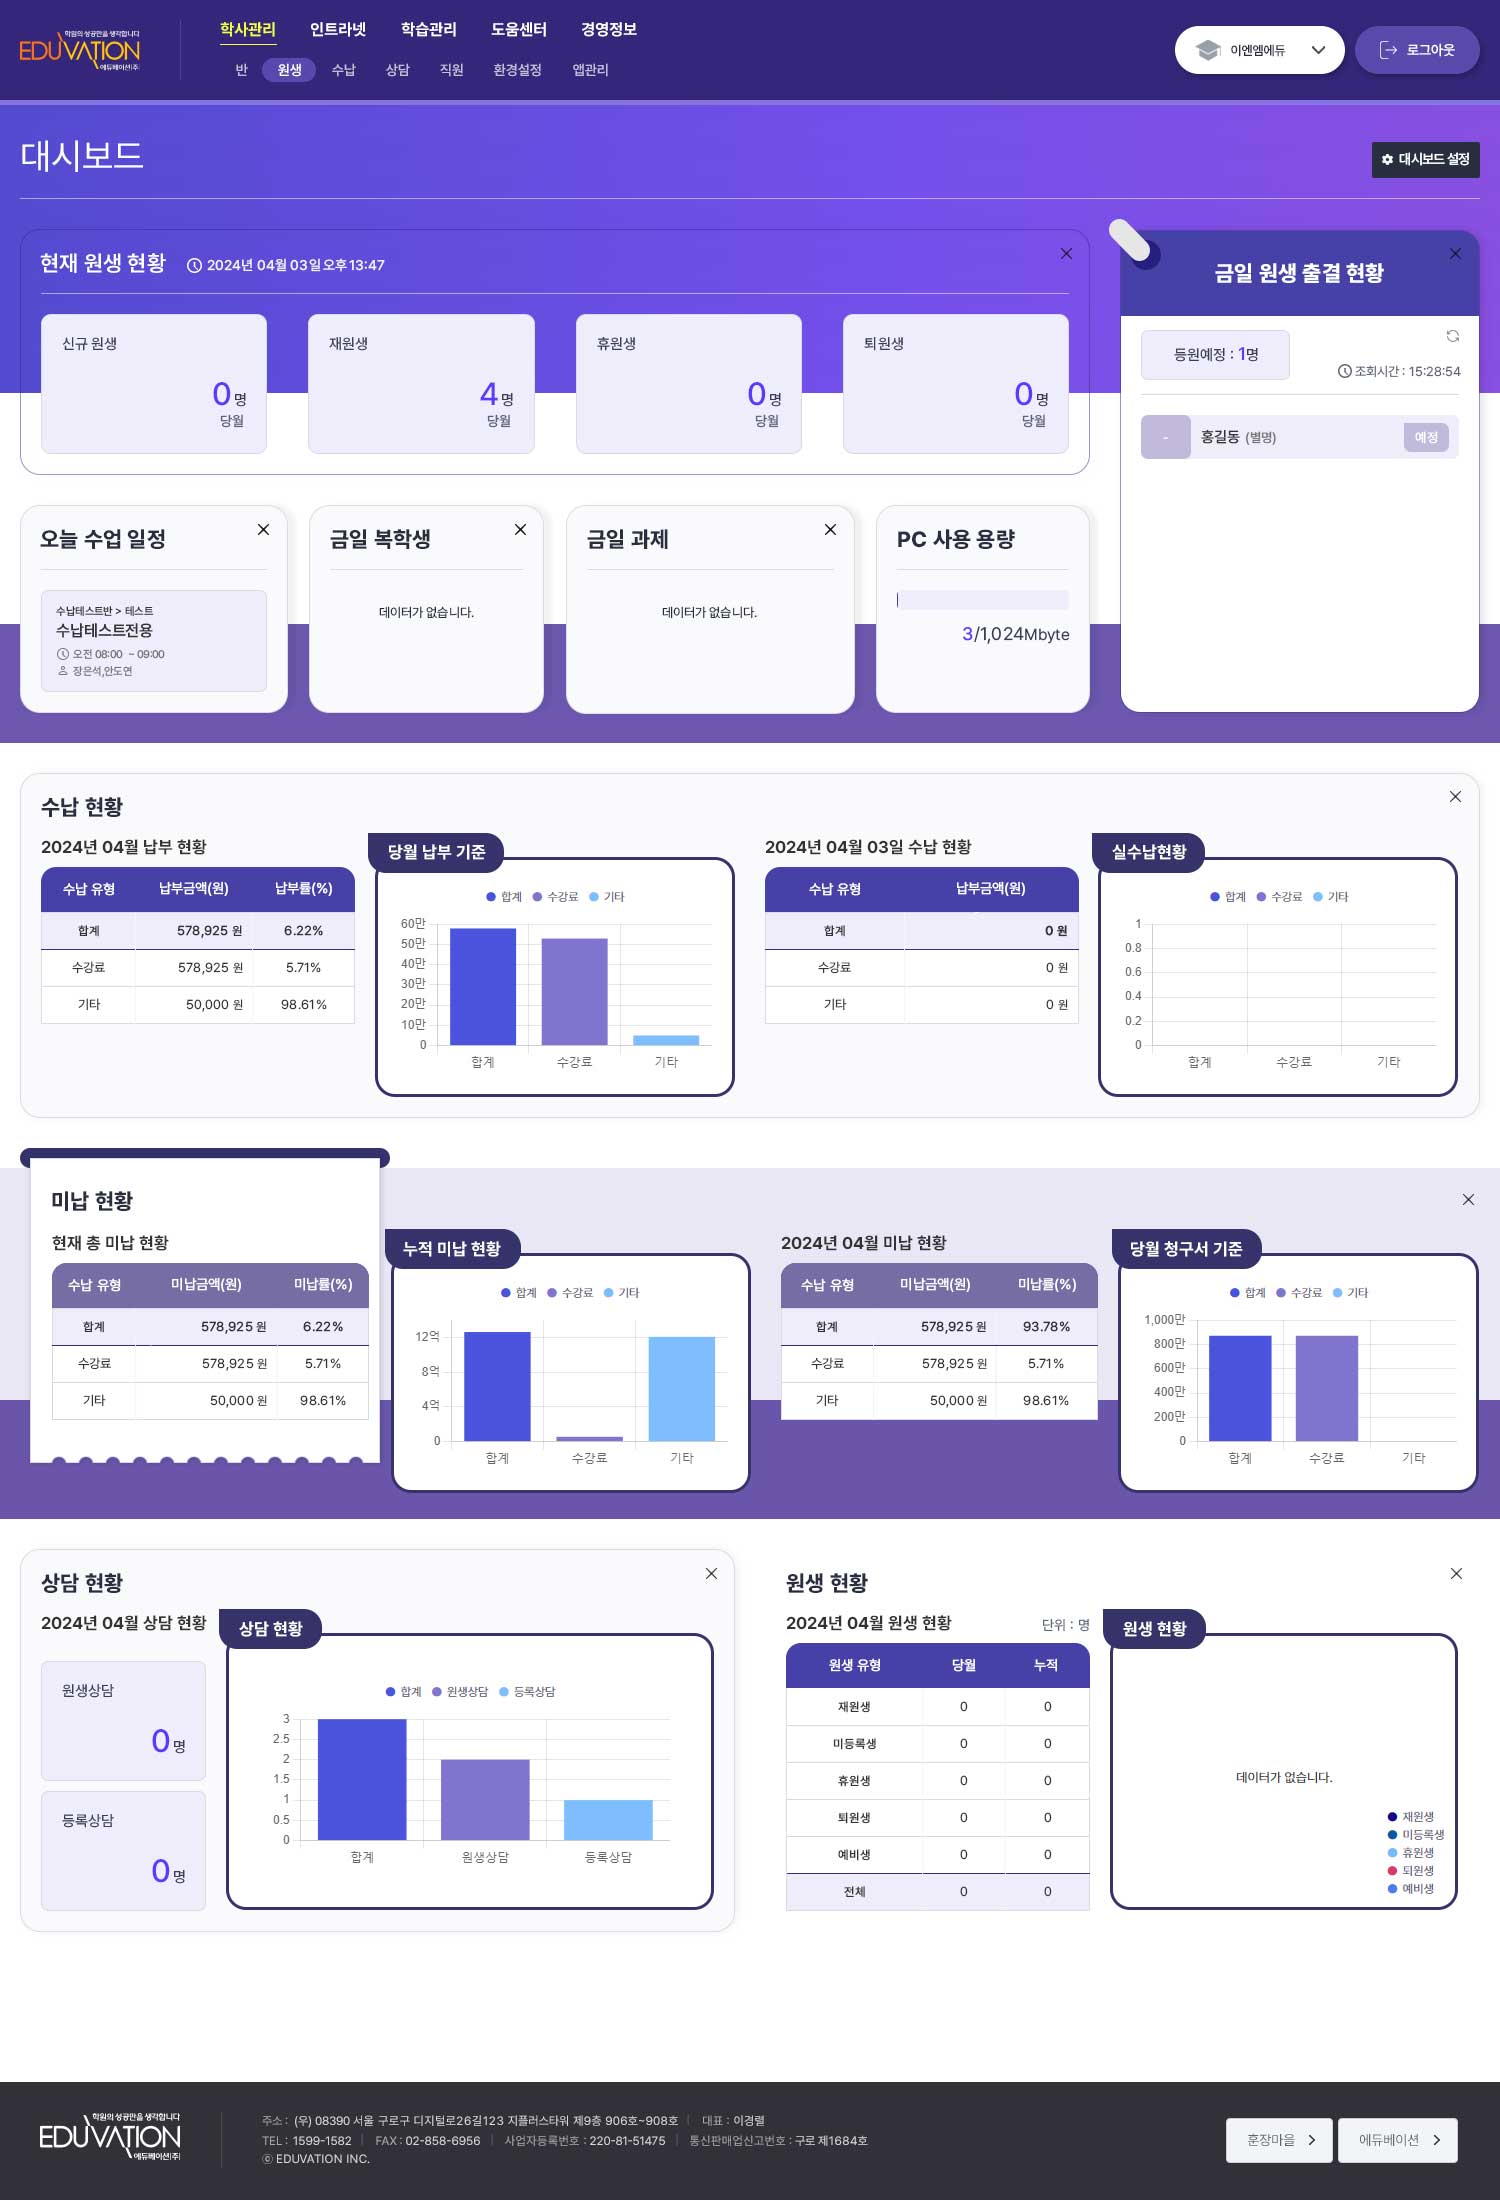 학원의 성공만을 생각합니다
EDUVATION
에듀베이션(주)
학사관리 인트라넷 학습관리 도움센터 경영정보
반 원생 수납 상담 직원 환경설정 앱관리
이엔엠에듀
로그아웃
대시보드
대시보드 설정
현재 원생 현황 2024년 04월 03일 오후 13:47
신규 원생
0 명
당월
재원생
4 명
당월
휴원생
0 명
당월
퇴원생
0 명
당월
금일 원생 출결 현황
등원예정 : 1명
조회시간 : 15:28:54
- 홍길동 (별명) 예정
오늘 수업 일정
수납테스트반 > 테스트
수납테스트전용
오전 08:00 ~ 09:00
장은석,안도연
금일 복학생
데이터가 없습니다.
금일 과제
데이터가 없습니다.
PC 사용 용량
3/1,024Mbyte
수납 현황
2024년 04월 납부 현황
수납 유형 납부금액(원) 납부률(%)
합계 578,925 원 6.22%
수강료 578,925 원 5.71%
기타 50,000 원 98.61%
당월 납부 기준
합계 수강료 기타
60만
50만
40만
30만
20만
10만
0
합계 수강료 기타
2024년 04월 03일 수납 현황
수납 유형 납부금액(원)
합계 0 원
수강료 0 원
기타 0 원
실수납현황
합계 수강료 기타
1
0.8
0.6
0.4
0.2
0
합계 수강료 기타
미납 현황
현재 총 미납 현황
수납 유형 미납금액(원) 미납률(%)
합계 578,925 원 6.22%
수강료 578,925 원 5.71%
기타 50,000 원 98.61%
누적 미납 현황
합계 수강료 기타
12억
8억
4억
0
합계 수강료 기타
2024년 04월 미납 현황
수납 유형 미납금액(원) 미납률(%)
합계 578,925 원 93.78%
수강료 578,925 원 5.71%
기타 50,000 원 98.61%
당월 청구서 기준
합계 수강료 기타
1,000만
800만
600만
400만
200만
0
합계 수강료 기타
상담 현황
2024년 04월 상담 현황
원생상담
0 명
등록상담
0 명
상담 현황
합계 원생상담 등록상담
3
2.5
2
1.5
1
0.5
0
합계 원생상담 등록상담
원생 현황
2024년 04월 원생 현황 단위 : 명
원생 유형 당월 누적
재원생 0 0
미등록생 0 0
휴원생 0 0
퇴원생 0 0
예비생 0 0
전체 0 0
원생 현황
데이터가 없습니다.
재원생
미등록생
휴원생
되원생
예비생
학원의 성공만을 생각합니다
EDUVATION
에듀베이션(주)
주소 : (우) 08390 서울 구로구 디지털로26길123 지플러스타워 제9층 906호~908호 | 대표 : 이경렬
TEL : 1599-1582 | FAX : 02-858-6956 | 사업자등록번호 : 220-81-51475 | 통신판매업신고번호 : 구로 제1684호
ⓒ EDUVATION INC.
훈장마을
에듀베이션